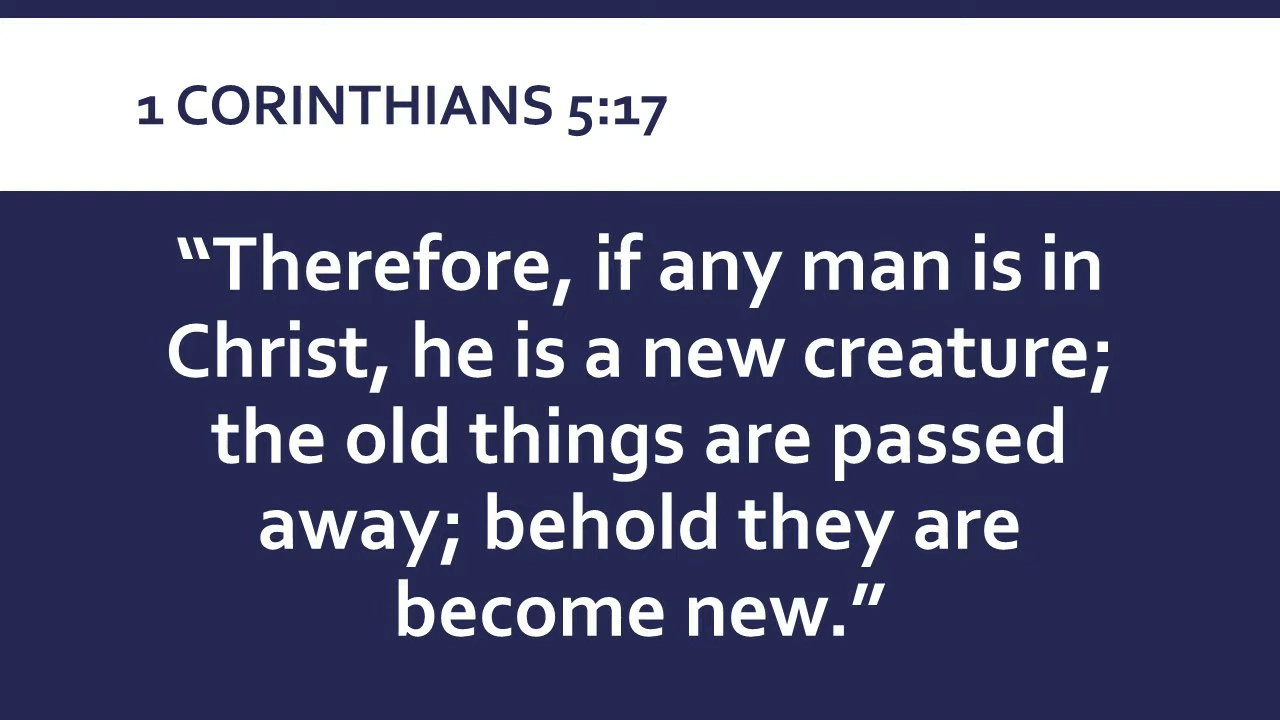 1 CORINTHIANS 5:17
“Therefore, if any man is in
Christ, he is a new creature;
the old things are passed
away; behold they are
become new.”